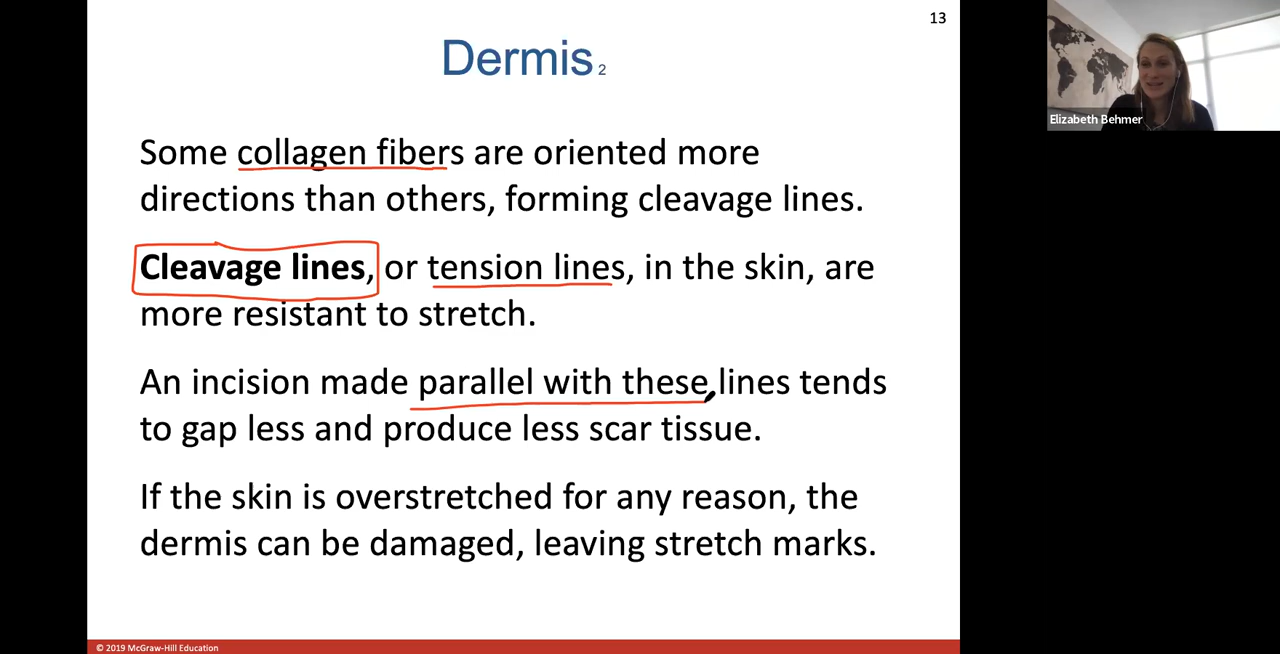 13
Dermis 2
Elizabeth Behmer
Some collagen fibers are oriented more
directions than others, forming cleavage lines.
Cleavage lines, or tension lines, in the skin, are
more resistant to stretch.
An incision made parallel with these lines tends
to gap less and produce less scar tissue.
If the skin is overstretched for any reason, the
dermis can be damaged, leaving stretch marks.
© 2019 McGraw-Hill Education